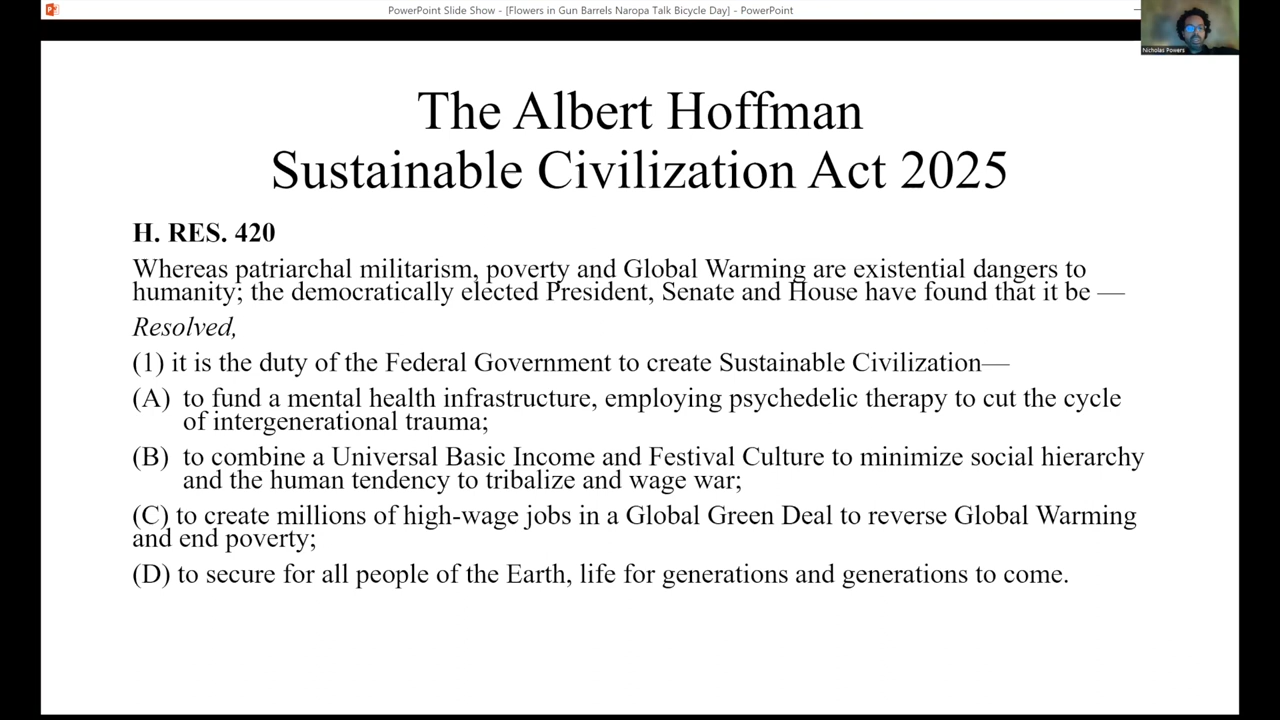 PowerPoint Slide Show - [Flowers in Gun Barrels Naropa Talk Bicycle Day] - PowerPoint
Nicholas Powers
The Albert Hoffman
Sustainable Civilization Act 2025
H. RES. 420
Whereas patriarchal militarism, poverty and Global Warming are existential dangers to
humanity; the democratically elected President, Senate and House have found that it be —
Resolved,
(1) it is the duty of the Federal Government to create Sustainable Civilization—
(A) to fund a mental health infrastructure, employing psychedelic therapy to cut the cycle
of intergenerational trauma;
(B) to combine a Universal Basic Income and Festival Culture to minimize social hierarchy
and the human tendency to tribalize and wage war;
(C) to create millions of high-wage jobs in a Global Green Deal to reverse Global Warming
and end poverty;
(D) to secure for all people of the Earth, life for generations and generations to come.